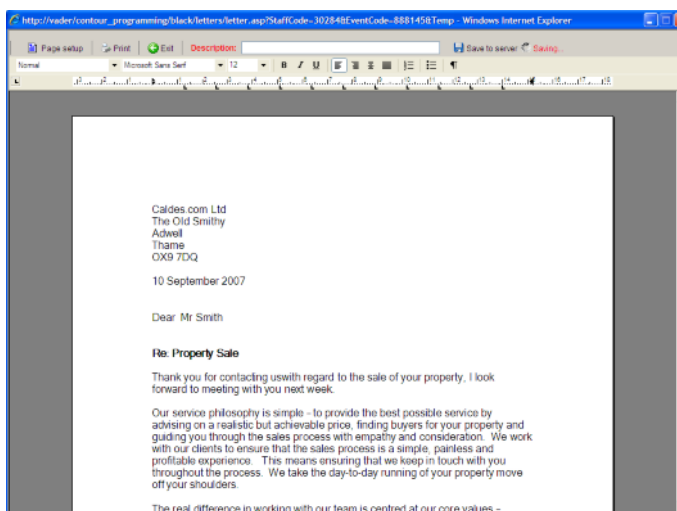 http://vader/contour_programming/black/letters/letter.asp?StaffCode=30284&EventCode=888145&Temp - Windows Internet Explorer
Page setup Print Exit Description: Save to server Saving...
Normal Microsoft Sans Serif 12 B I U ¶
Caldes.com Ltd
The Old Smithy
Adwell
Thame
OX9 7DQ
10 September 2007
Dear Mr Smith
Re: Property Sale
Thank you for contacting uswith regard to the sale of your property, I look
forward to meeting with you next week.
Our service philosophy is simple - to provide the best possible service by
advising on a realistic but achievable price, finding buyers for your property and
guiding you through the sales process with empathy and consideration. We work
with our clients to ensure that the sales process is a simple, painless and
profitable experience. This means ensuring that we keep in touch with you
throughout the process. We take the day-to-day running of your property move
off your shoulders.
The real difference in working with our team is centred at our core values -